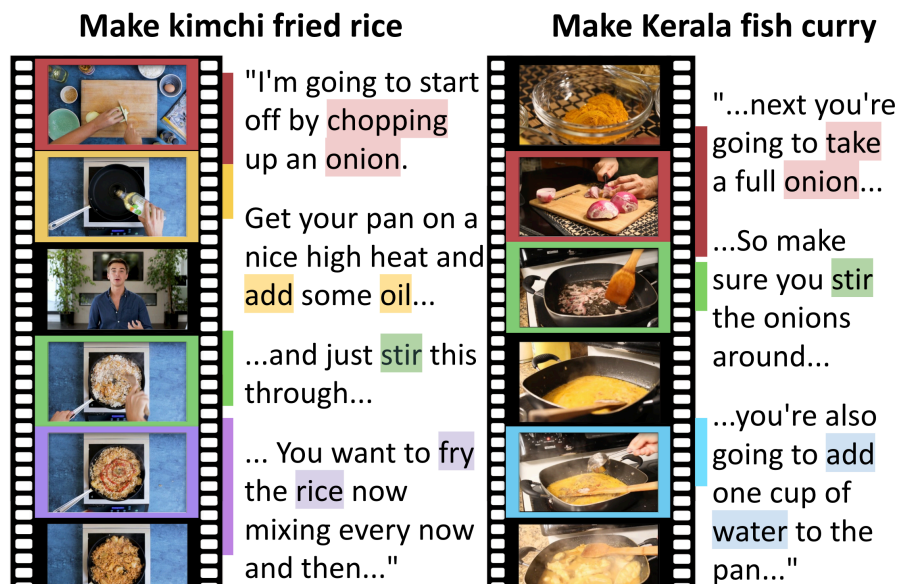 Make kimchi fried rice
"I'm going to start
off by chopping
up an onion.
Get your pan on a
nice high heat and
add some oil...
...and just stir this
through...
... You want to fry
the rice now
mixing every now
and then..."
Make Kerala fish curry
"...next you're
going to take
a full onion...
...So make
sure you stir
the onions
around...
...you're also
going to add
one cup of
water to the
pan..."